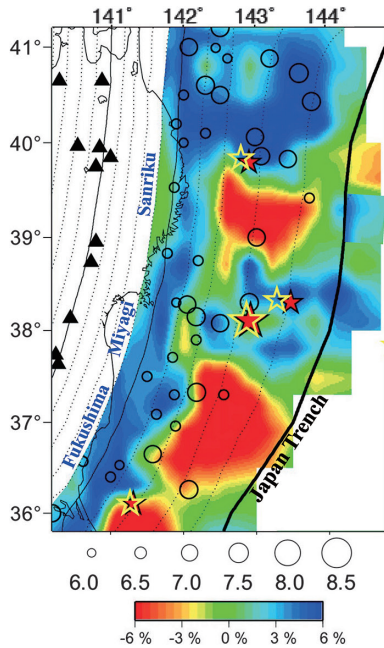 141° 142° 143° 144°
41°
40°
39°
38°
37°
36°
Sanriku
Miyagi
Fukushima
Japan Trench
6.0 6.5 7.0 7.5 8.0 8.5
-6 % -3 % 0 % 3 % 6 %